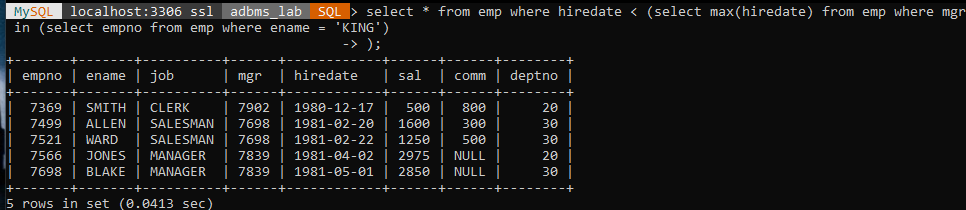 MySQL localhost:3306 ssl adbms_lab SQL > select * from emp where hiredate < (select max(hiredate) from emp where mgr
in (select empno from emp where ename = 'KING')
-> );
+-------+-------+----------+------+------------+------+------+--------+
| empno | ename | job      | mgr  | hiredate   | sal  | comm | deptno |
+-------+-------+----------+------+------------+------+------+--------+
|  7369 | SMITH | CLERK    | 7902 | 1980-12-17 |  500 |  800 |     20 |
|  7499 | ALLEN | SALESMAN | 7698 | 1981-02-20 | 1600 |  300 |     30 |
|  7521 | WARD  | SALESMAN | 7698 | 1981-02-22 | 1250 |  500 |     30 |
|  7566 | JONES | MANAGER  | 7839 | 1981-04-02 | 2975 | NULL |     20 |
|  7698 | BLAKE | MANAGER  | 7839 | 1981-05-01 | 2850 | NULL |     30 |
+-------+-------+----------+------+------------+------+------+--------+
5 rows in set (0.0413 sec)